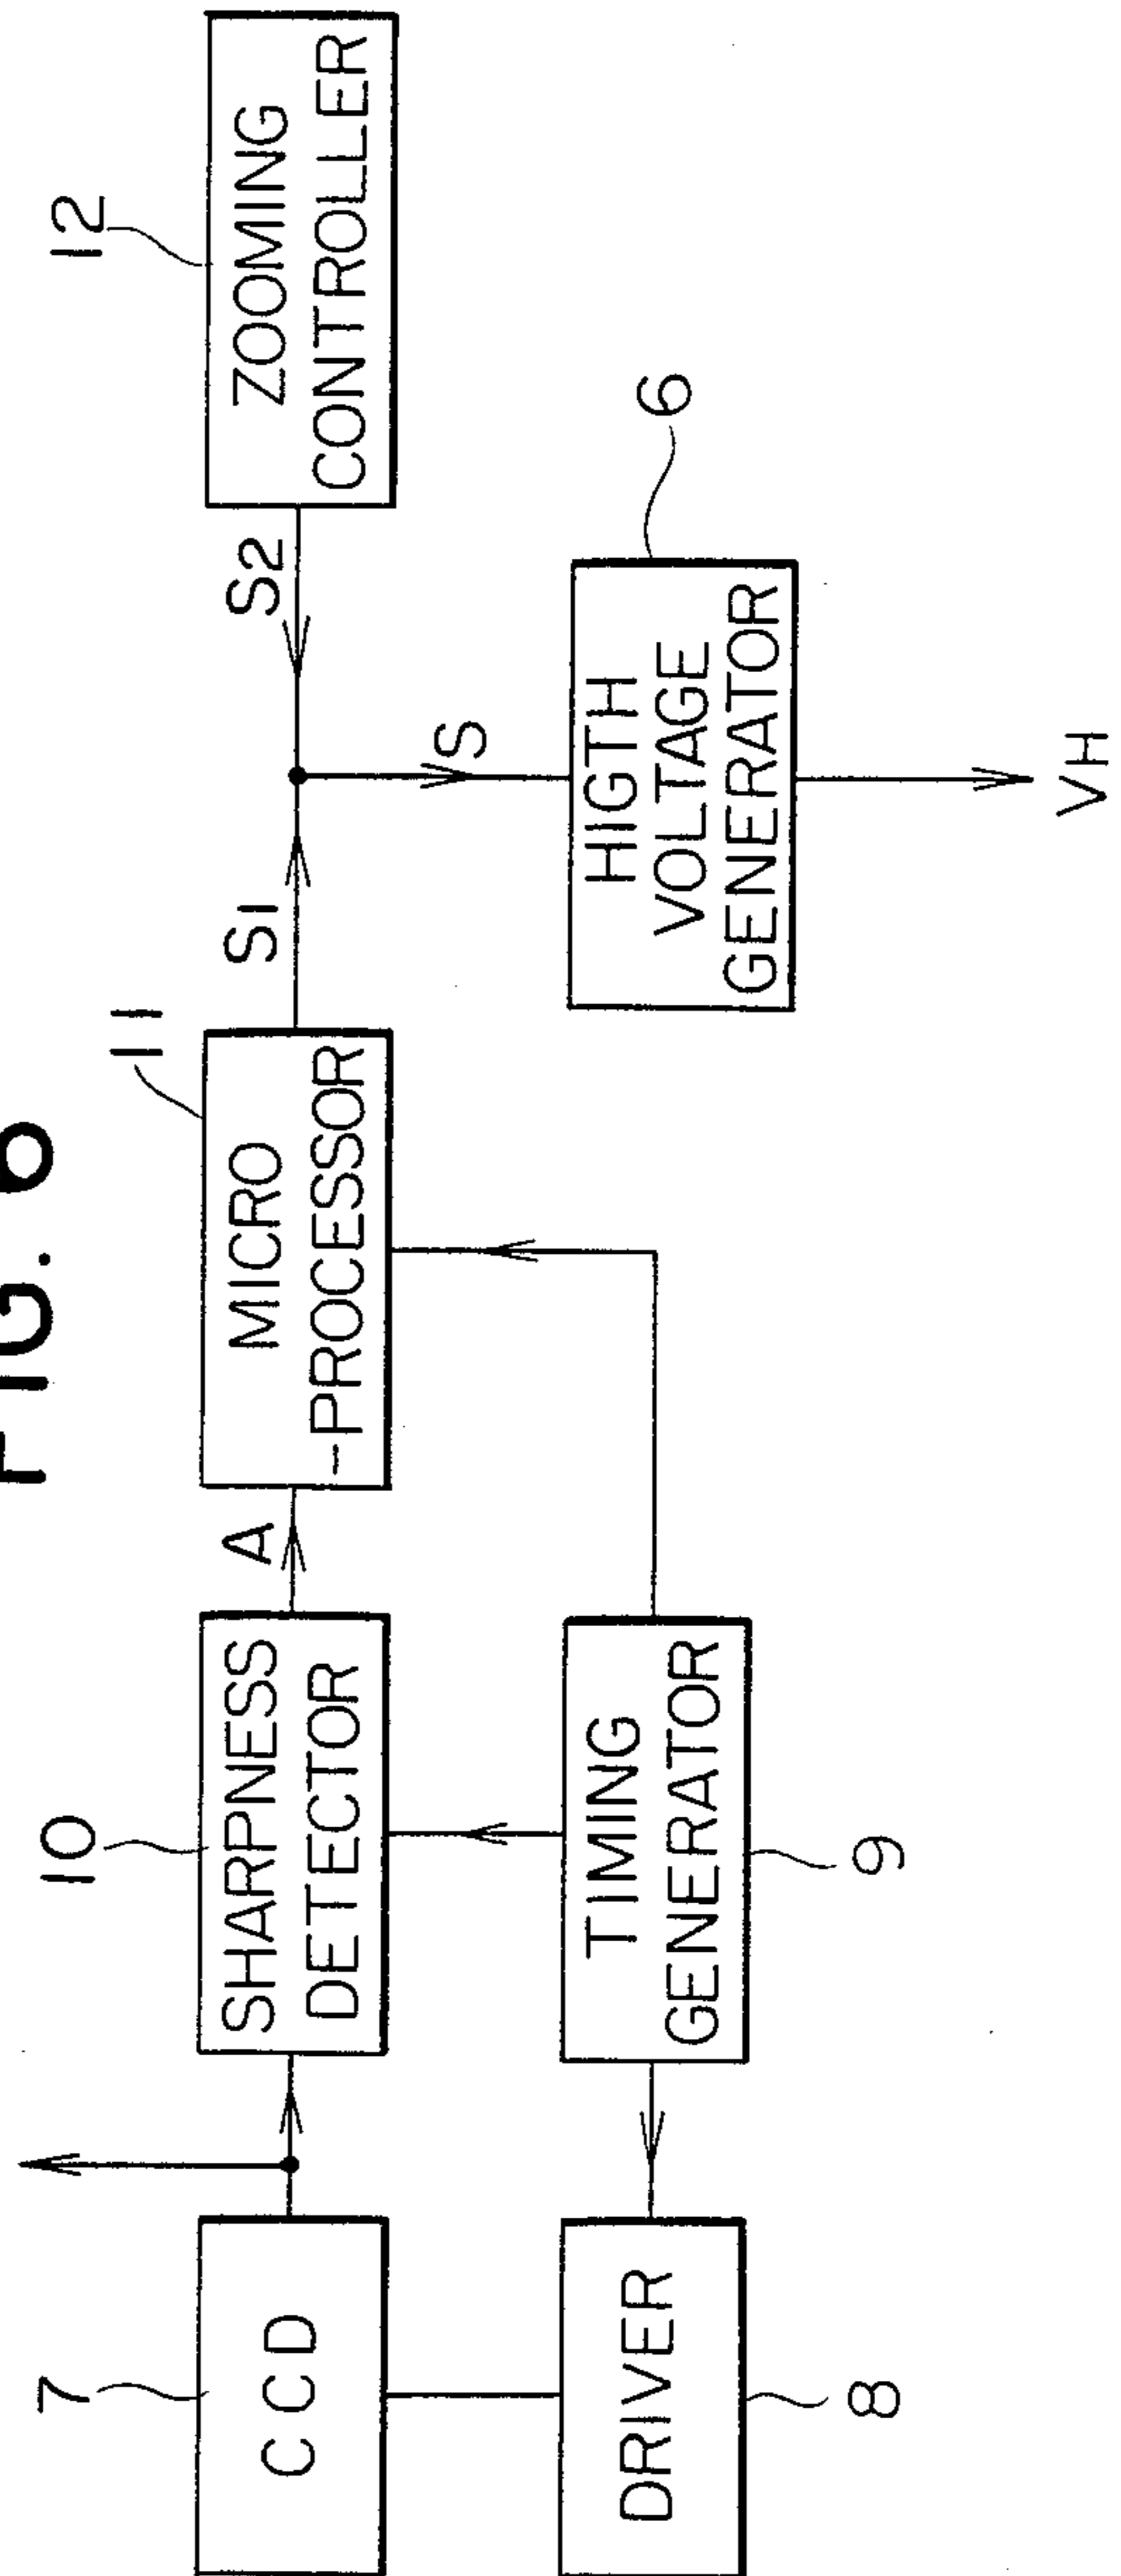 FIG. 6
7
CCD
10
SHARPNESS
DETECTOR
A
11
MICRO
-PROCESSOR
S1
S2
12
ZOOMING
CONTROLLER
DRIVER
8
TIMING
GENERATOR
9
S
HIGTH
VOLTAGE
GENERATOR
6
VH